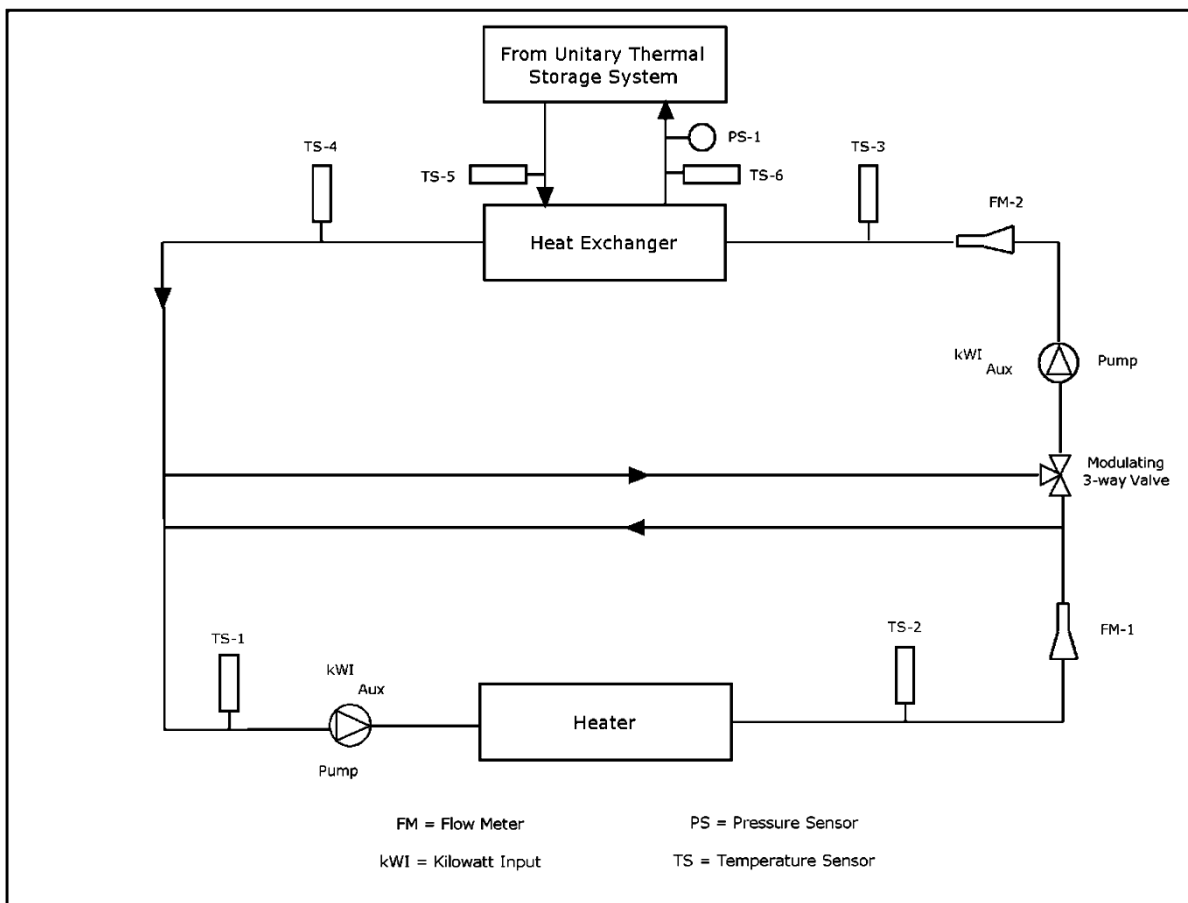 From Unitary Thermal
Storage System
PS-1
TS-4
TS-3
TS-5
TS-6
FM-2
Heat Exchanger
kWI
Aux
Pump
Modulating
3-way Valve
TS-1
TS-2
FM-1
kWI
Aux
Heater
Pump
FM = Flow Meter
PS = Pressure Sensor
kWI = Kilowatt Input
TS = Temperature Sensor